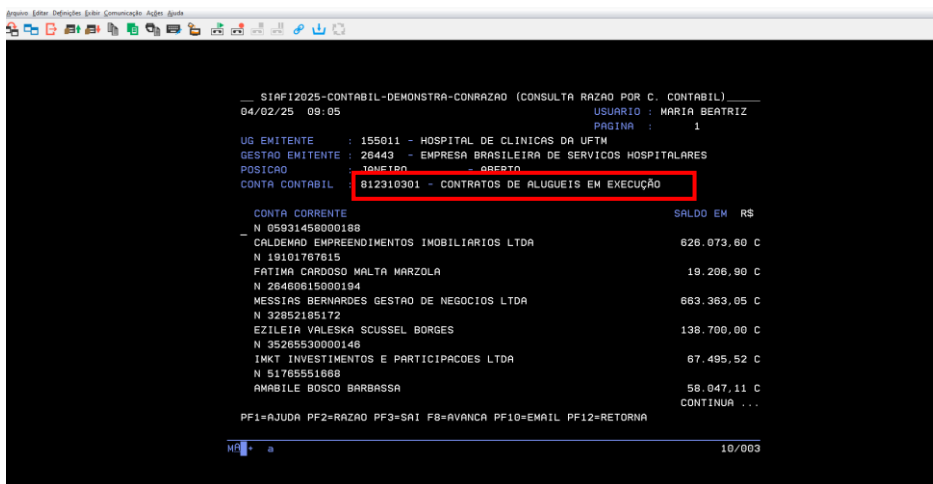 Arquivo Editar Definições Exibir Comunicação Ações Ajuda
__ SIAFI2025-CONTABIL-DEMONSTRA-CONRAZAO (CONSULTA RAZAO POR C. CONTABIL)_____
04/02/25 09:05 USUARIO : MARIA BEATRIZ
PAGINA : 1
UG EMITENTE : 155011 - HOSPITAL DE CLINICAS DA UFTM
GESTAO EMITENTE : 26443 - EMPRESA BRASILEIRA DE SERVICOS HOSPITALARES
POSICAO : JANEIRO - ABERTO
CONTA CONTABIL : 812310301 - CONTRATOS DE ALUGUEIS EM EXECUÇÃO
CONTA CORRENTE SALDO EM R$
_ N 05931458000188
CALDEMAD EMPREENDIMENTOS IMOBILIARIOS LTDA 626.073,60 C
N 19101767615
FATIMA CARDOSO MALTA MARZOLA 19.206,90 C
N 26460615000194
MESSIAS BERNARDES GESTAO DE NEGOCIOS LTDA 663.363,05 C
N 32852185172
EZILEIA VALESKA SCUSSEL BORGES 138.700,00 C
N 35265530000146
IMKT INVESTIMENTOS E PARTICIPACOES LTDA 67.495,52 C
N 51765551668
AMABILE BOSCO BARBASSA 58.047,11 C
CONTINUA ...
PF1=AJUDA PF2=RAZAO PF3=SAI F8=AVANCA PF10=EMAIL PF12=RETORNA
MA + a 10/003